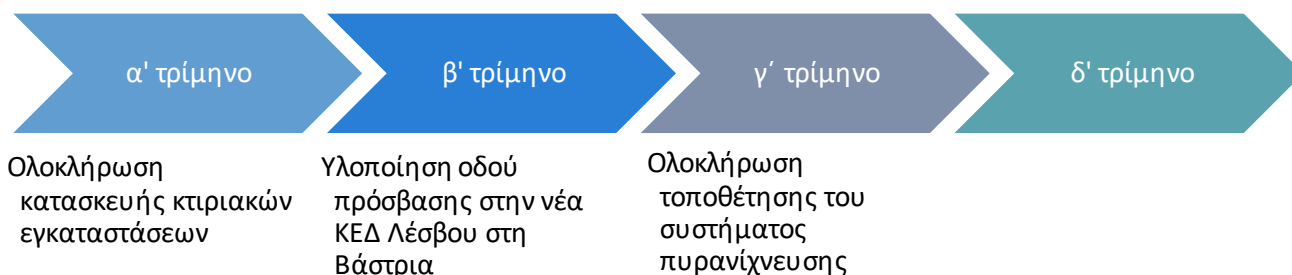 α' τρίμηνο
β' τρίμηνο
γ΄ τρίμηνο
δ' τρίμηνο
Ολοκλήρωση
κατασκευής κτιριακών
εγκαταστάσεων
Υλοποίηση οδού
πρόσβασης στην νέα
ΚΕΔ Λέσβου στη
Βάστρια
Ολοκλήρωση
τοποθέτησης του
συστήματος
πυρανίχνευσης